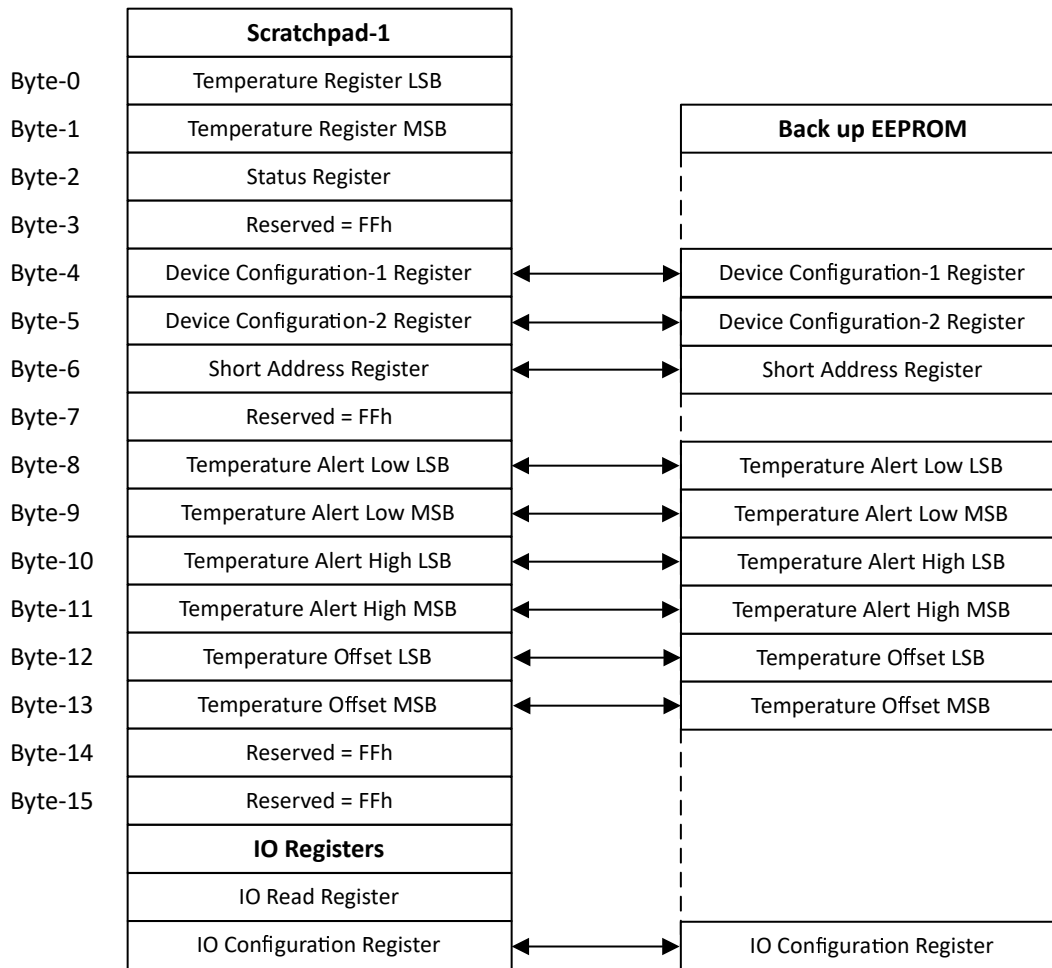 Scratchpad-1
Byte-0 Temperature Register LSB
Byte-1 Temperature Register MSB Back up EEPROM
Byte-2 Status Register
Byte-3 Reserved = FFh
Byte-4 Device Configuration-1 Register Device Configuration-1 Register
Byte-5 Device Configuration-2 Register Device Configuration-2 Register
Byte-6 Short Address Register Short Address Register
Byte-7 Reserved = FFh
Byte-8 Temperature Alert Low LSB Temperature Alert Low LSB
Byte-9 Temperature Alert Low MSB Temperature Alert Low MSB
Byte-10 Temperature Alert High LSB Temperature Alert High LSB
Byte-11 Temperature Alert High MSB Temperature Alert High MSB
Byte-12 Temperature Offset LSB Temperature Offset LSB
Byte-13 Temperature Offset MSB Temperature Offset MSB
Byte-14 Reserved = FFh
Byte-15 Reserved = FFh
IO Registers
IO Read Register
IO Configuration Register IO Configuration Register